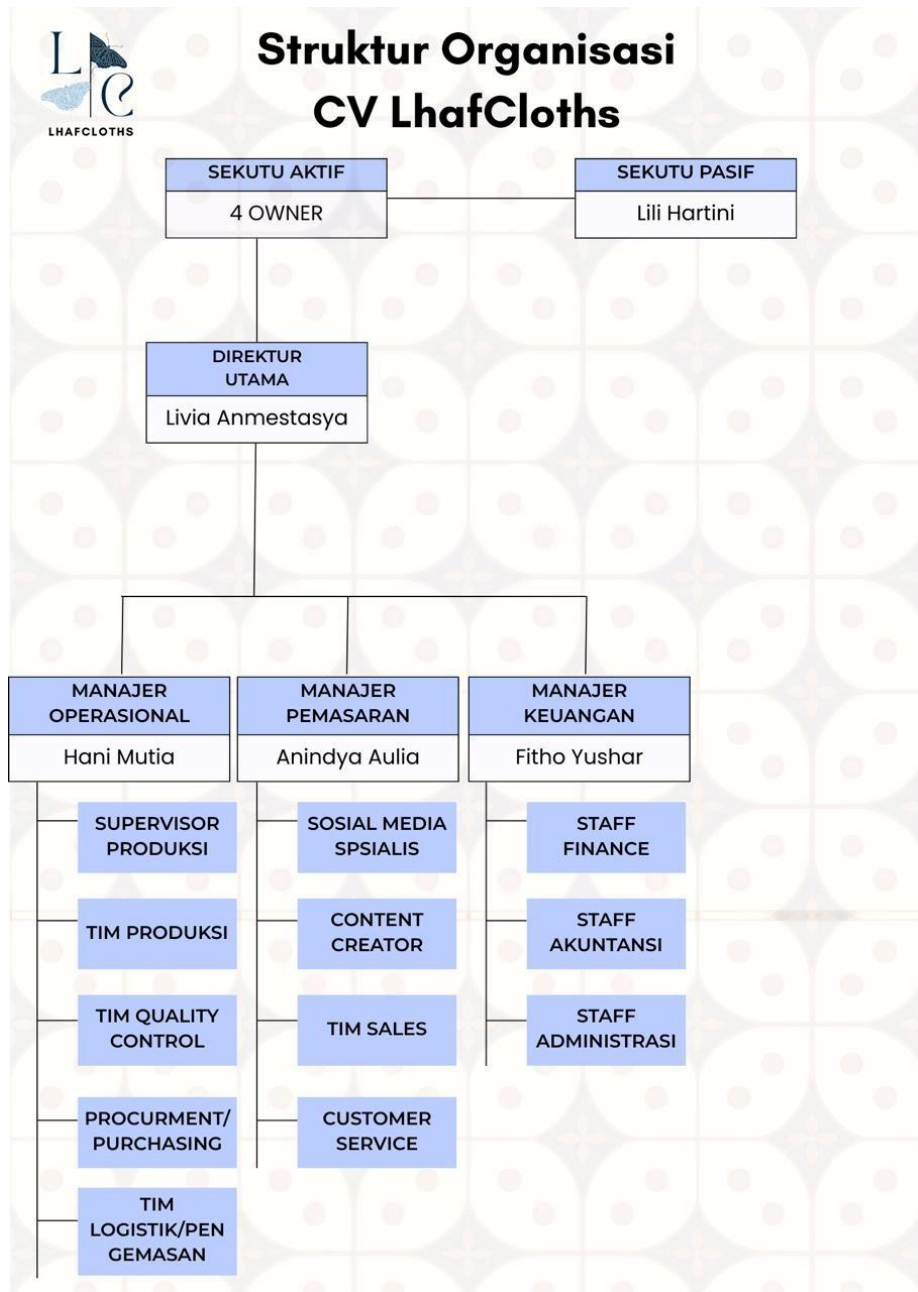 L C
LHAFCLOTHS
Struktur Organisasi
CV LhafCloths
SEKUTU AKTIF
4 OWNER
SEKUTU PASIF
Lili Hartini
DIREKTUR
UTAMA
Livia Anmestasya
MANAJER
OPERASIONAL
Hani Mutia
MANAJER
PEMASARAN
Anindya Aulia
MANAJER
KEUANGAN
Fitho Yushar
SUPERVISOR
PRODUKSI
TIM PRODUKSI
TIM QUALITY
CONTROL
PROCURMENT/
PURCHASING
TIM
LOGISTIK/PEN
GEMASAN
SOSIAL MEDIA
SPSIALIS
CONTENT
CREATOR
TIM SALES
CUSTOMER
SERVICE
STAFF
FINANCE
STAFF
AKUNTANSI
STAFF
ADMINISTRASI